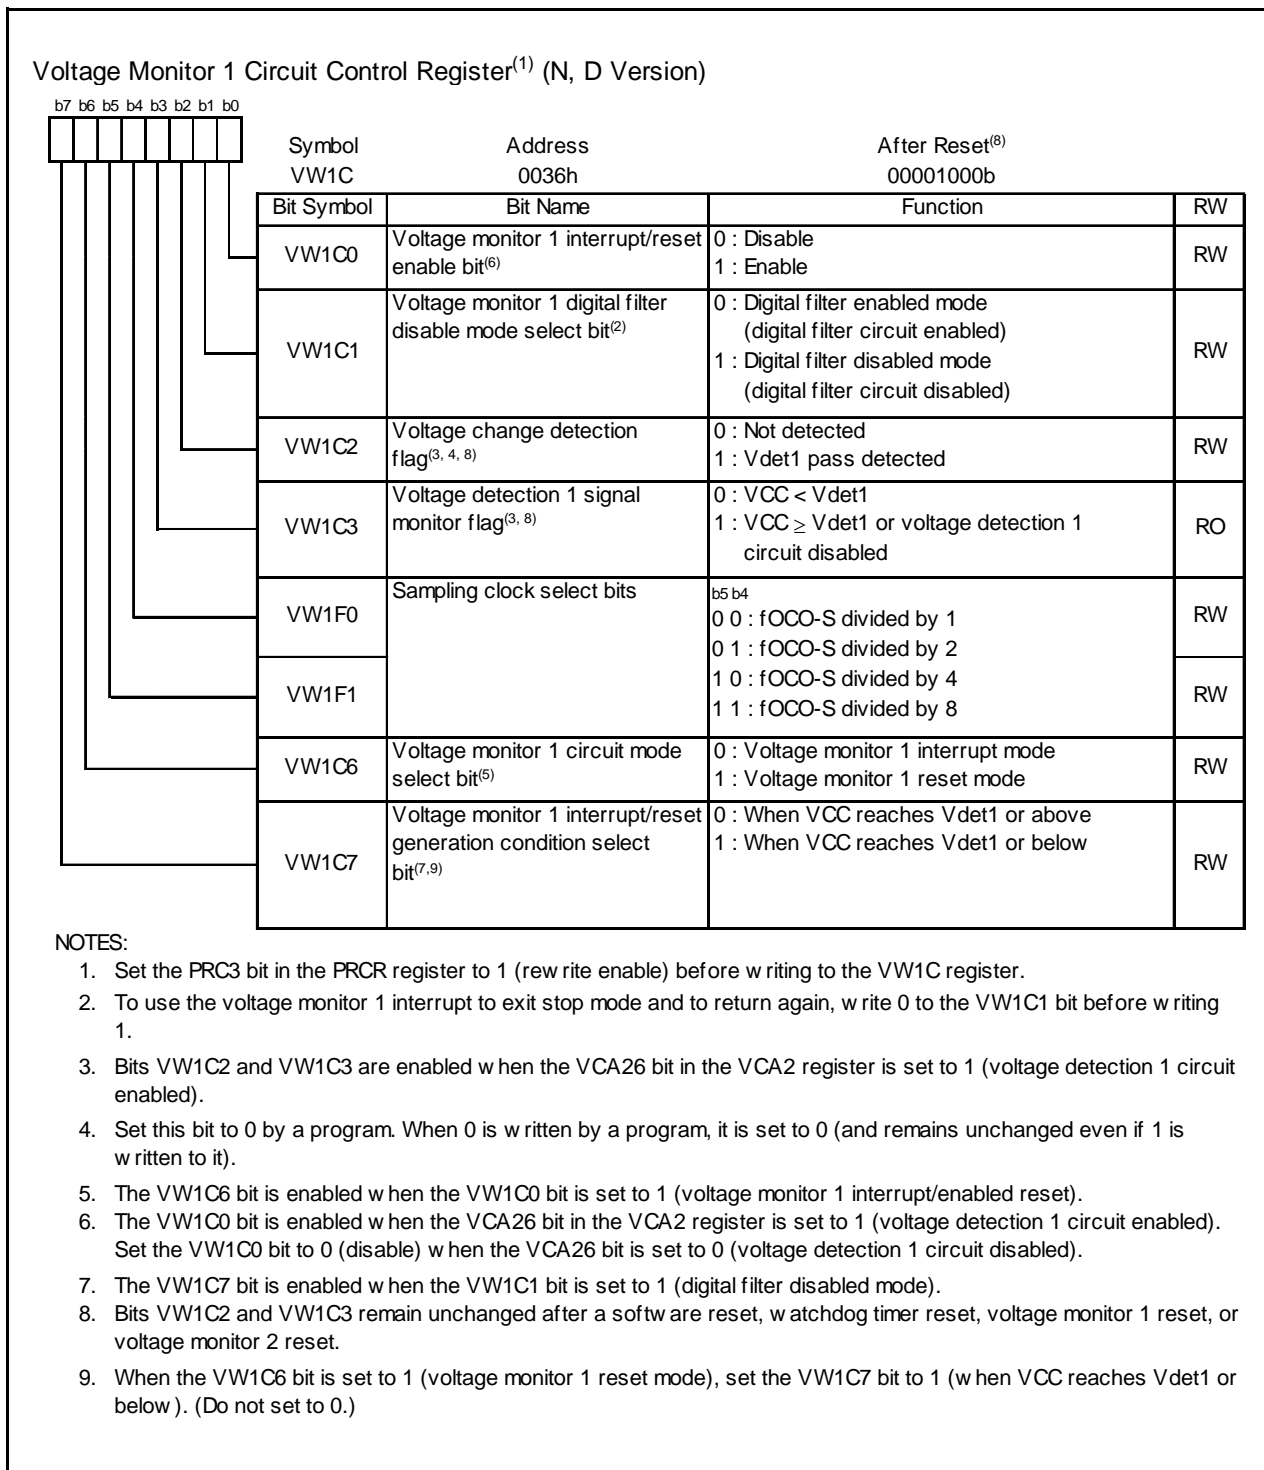 Voltage Monitor 1 Circuit Control Register(1) (N, D Version)
b7 b6 b5 b4 b3 b2 b1 b0
Symbol Address After Reset(8)
VW1C 0036h 00001000b
Bit Symbol Bit Name Function RW
VW1C0 Voltage monitor 1 interrupt/reset 0 : Disable RW
enable bit(6) 1 : Enable
VW1C1 Voltage monitor 1 digital filter 0 : Digital filter enabled mode RW
disable mode select bit(2) (digital filter circuit enabled)
1 : Digital filter disabled mode
(digital filter circuit disabled)
VW1C2 Voltage change detection 0 : Not detected RW
flag(3, 4, 8) 1 : Vdet1 pass detected
VW1C3 Voltage detection 1 signal 0 : VCC < Vdet1 RO
monitor flag(3, 8) 1 : VCC ≥ Vdet1 or voltage detection 1
circuit disabled
VW1F0 Sampling clock select bits b5 b4 RW
0 0 : fOCO-S divided by 1
0 1 : fOCO-S divided by 2
VW1F1 1 0 : fOCO-S divided by 4 RW
1 1 : fOCO-S divided by 8
VW1C6 Voltage monitor 1 circuit mode 0 : Voltage monitor 1 interrupt mode RW
select bit(5) 1 : Voltage monitor 1 reset mode
VW1C7 Voltage monitor 1 interrupt/reset 0 : When VCC reaches Vdet1 or above RW
generation condition select 1 : When VCC reaches Vdet1 or below
bit(7,9)
NOTES:
1. Set the PRC3 bit in the PRCR register to 1 (rewrite enable) before writing to the VW1C register.
2. To use the voltage monitor 1 interrupt to exit stop mode and to return again, write 0 to the VW1C1 bit before writing
1.
3. Bits VW1C2 and VW1C3 are enabled when the VCA26 bit in the VCA2 register is set to 1 (voltage detection 1 circuit
enabled).
4. Set this bit to 0 by a program. When 0 is written by a program, it is set to 0 (and remains unchanged even if 1 is
written to it).
5. The VW1C6 bit is enabled when the VW1C0 bit is set to 1 (voltage monitor 1 interrupt/enabled reset).
6. The VW1C0 bit is enabled when the VCA26 bit in the VCA2 register is set to 1 (voltage detection 1 circuit enabled).
Set the VW1C0 bit to 0 (disable) when the VCA26 bit is set to 0 (voltage detection 1 circuit disabled).
7. The VW1C7 bit is enabled when the VW1C1 bit is set to 1 (digital filter disabled mode).
8. Bits VW1C2 and VW1C3 remain unchanged after a software reset, watchdog timer reset, voltage monitor 1 reset, or
voltage monitor 2 reset.
9. When the VW1C6 bit is set to 1 (voltage monitor 1 reset mode), set the VW1C7 bit to 1 (when VCC reaches Vdet1 or
below). (Do not set to 0.)